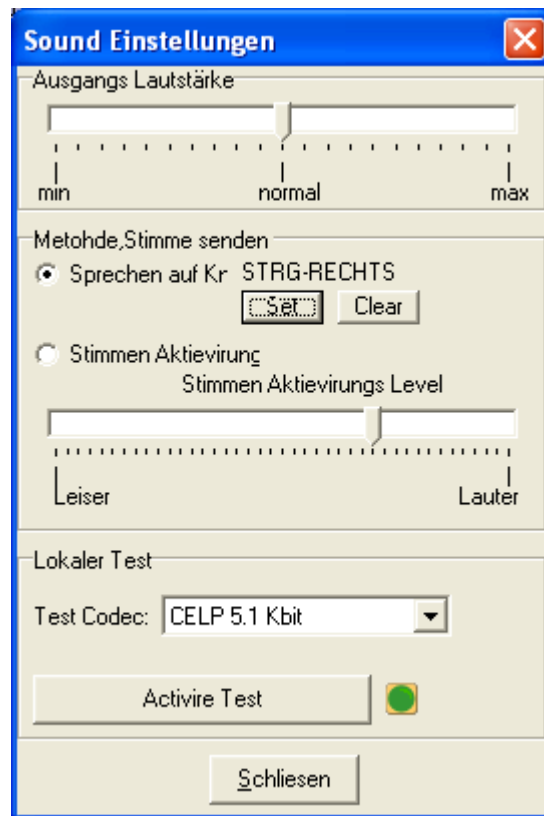 Sound Einstellungen
Ausgangs Lautstärke
min normal max
Metohde,Stimme senden
Sprechen auf Kr STRG-RECHTS
Set Clear
Stimmen Aktievirung
Stimmen Aktievirungs Level
Leiser Lauter
Lokaler Test
Test Codec: CELP 5.1 Kbit
Activire Test
Schliesen